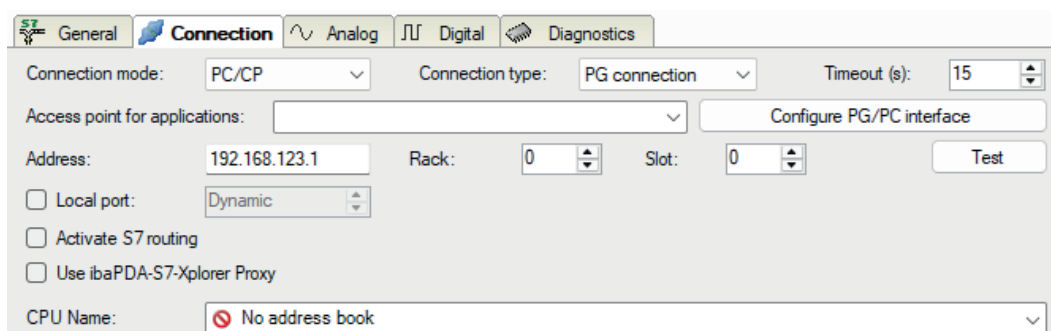 S7 General Connection Analog Digital Diagnostics
Connection mode: PC/CP Connection type: PG connection Timeout (s): 15
Access point for applications: Configure PG/PC interface
Address: 192.168.123.1 Rack: 0 Slot: 0 Test
Local port: Dynamic
Activate S7 routing
Use ibaPDA-S7-Xplorer Proxy
CPU Name: No address book